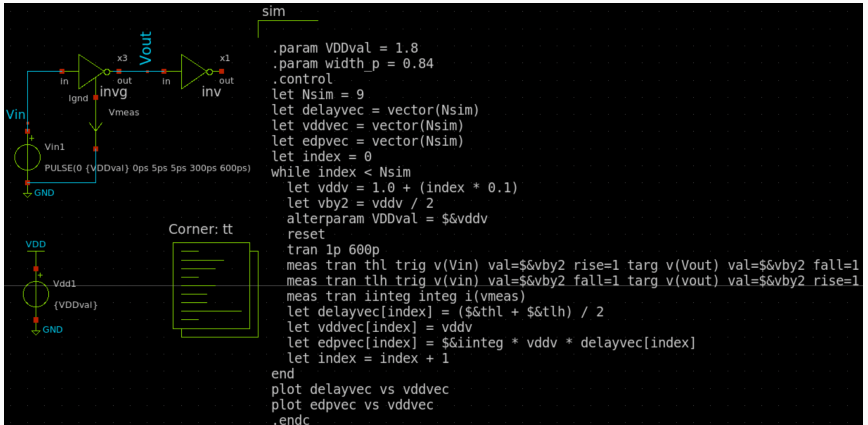 sim
.param VDDval = 1.8
.param width_p = 0.84
.control
let Nsim = 9
let delayvec = vector(Nsim)
let vddvec = vector(Nsim)
let edpvec = vector(Nsim)
let index = 0
while index < Nsim
let vddv = 1.0 + (index * 0.1)
let vby2 = vddv / 2
alterparam VDDval = $&vddv
reset
tran 1p 600p
meas tran thl trig v(Vin) val=$&vby2 rise=1 targ v(Vout) val=$&vby2 fall=1
meas tran tlh trig v(vin) val=$&vby2 fall=1 targ v(vout) val=$&vby2 rise=1
meas tran iinteg integ i(vmeas)
let delayvec[index] = ($&thl + $&tlh) / 2
let vddvec[index] = vddv
let edpvec[index] = $&iinteg * vddv * delayvec[index]
let index = index + 1
end
plot delayvec vs vddvec
plot edpvec vs vddvec
.endc
Vout
x3
x1
in
out
in
out
invg
inv
Ignd
Vmeas
Vin
+
Vin1
PULSE(0 {VDDval} 0ps 5ps 5ps 300ps 600ps)
GND
Corner: tt
VDD
+
Vdd1
{VDDval}
GND